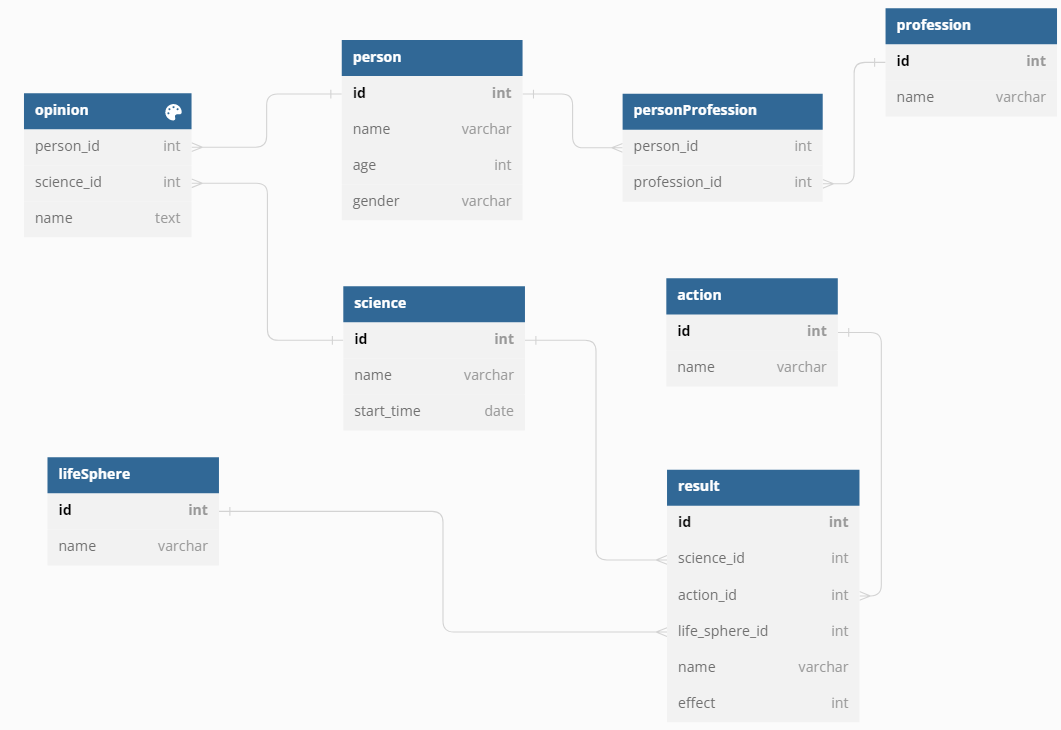 profession
id int
name varchar
person
id int
name varchar
age int
gender varchar
opinion
person_id int
science_id int
name text
personProfession
person_id int
profession_id int
science
id int
name varchar
start_time date
action
id int
name varchar
lifeSphere
id int
name varchar
result
id int
science_id int
action_id int
life_sphere_id int
name varchar
effect int